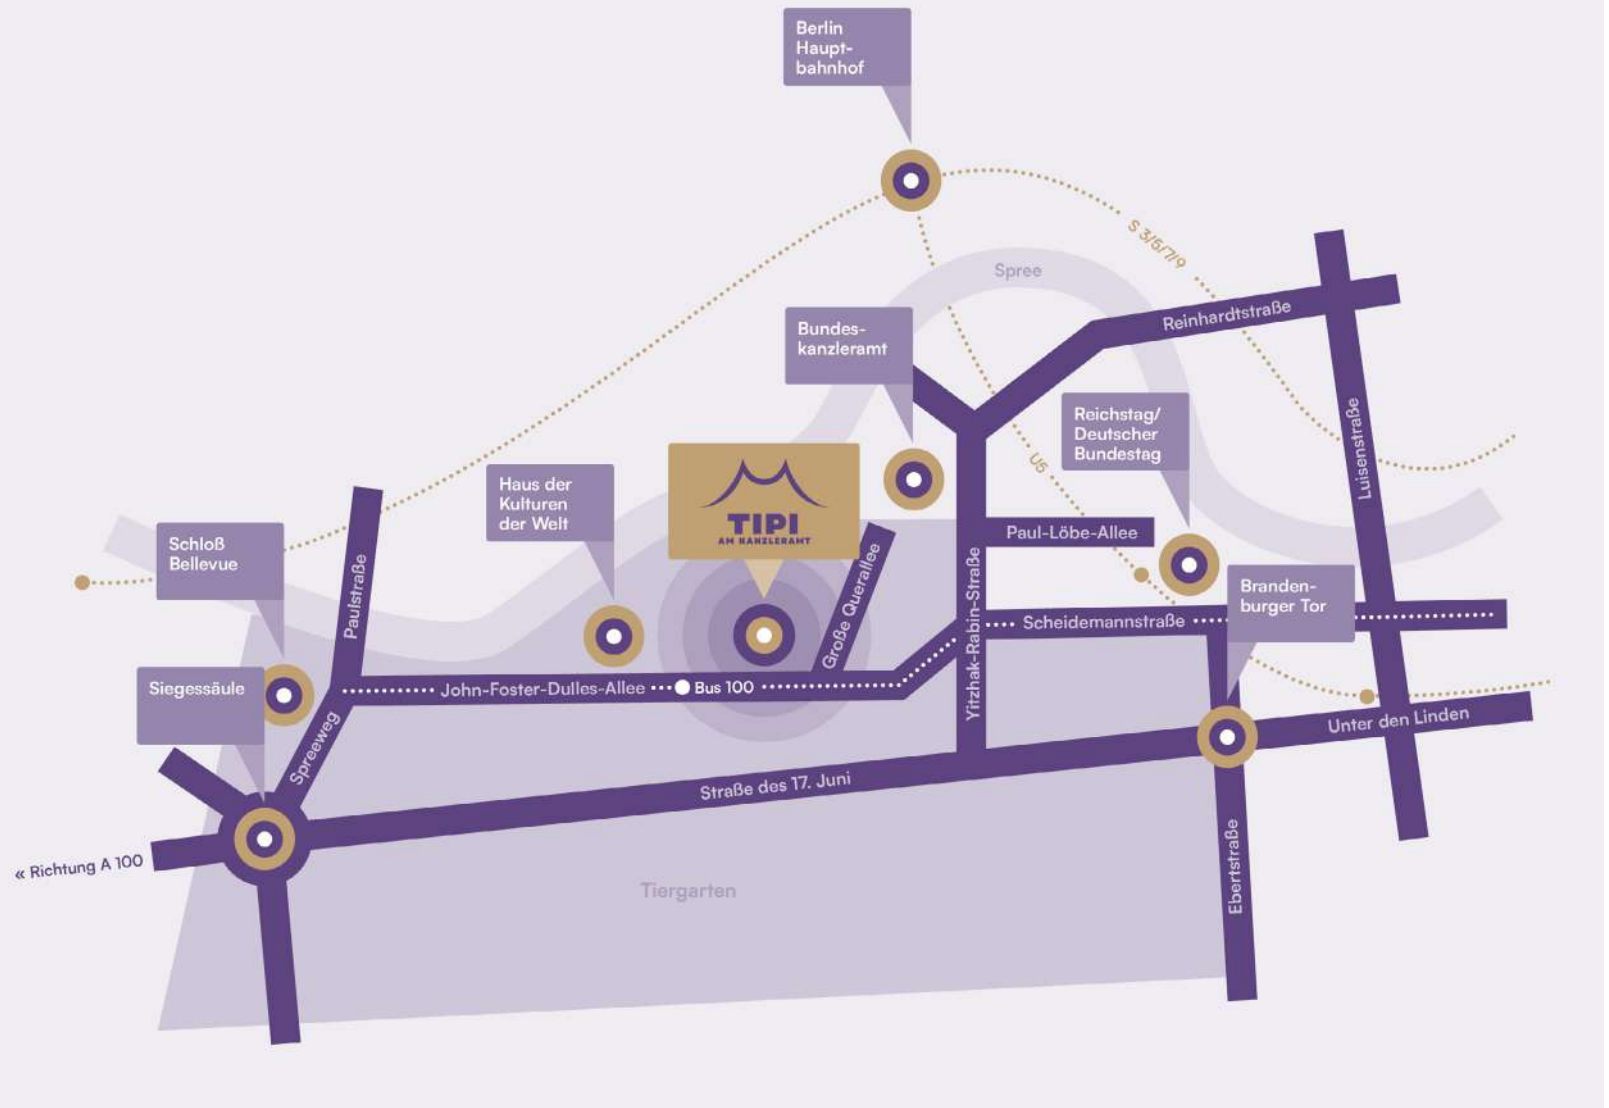 Berlin
Haupt-
bahnhof
S 3/5/7/9
Spree
Reinhardtstraße
Bundes-
kanzleramt
Reichstag/
Deutscher
Bundestag
Luisenstraße
U5
Haus der
Kulturen
der Welt
TIPI
AM KANZLERAMT
Schloß
Bellevue
Paulstraße
Große Querallee
Yitzhak-Rabin-Straße
Paul-Löbe-Allee
Scheidemannstraße
Branden-
burger Tor
Siegessäule
John-Foster-Dulles-Allee
Bus 100
Spreeweg
Unter den Linden
Straße des 17. Juni
« Richtung A 100
Tiergarten
Ebertstraße